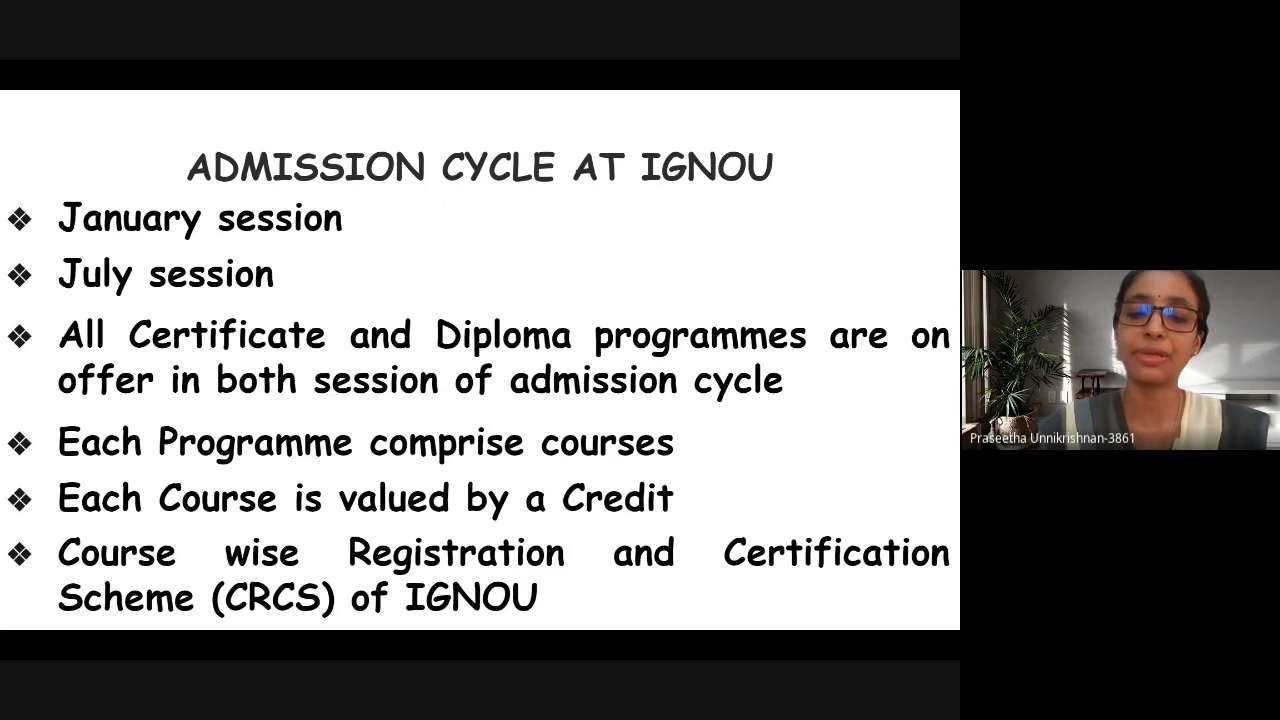 ADMISSION CYCLE AT IGNOU
❖ January session
❖ July session
❖ All Certificate and Diploma programmes are on
offer in both session of admission cycle
❖ Each Programme comprise courses
❖ Each Course is valued by a Credit
❖ Course wise Registration and Certification
Scheme (CRCS) of IGNOU
Praseetha Unnikrishnan-3861